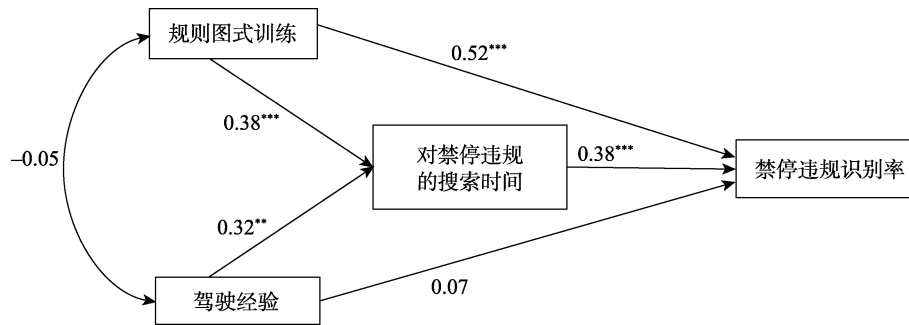 规则图式训练
0.52***
0.38***
-0.05
对禁停违规
的搜索时间
0.38***
禁停违规识别率
0.32**
驾驶经验
0.07